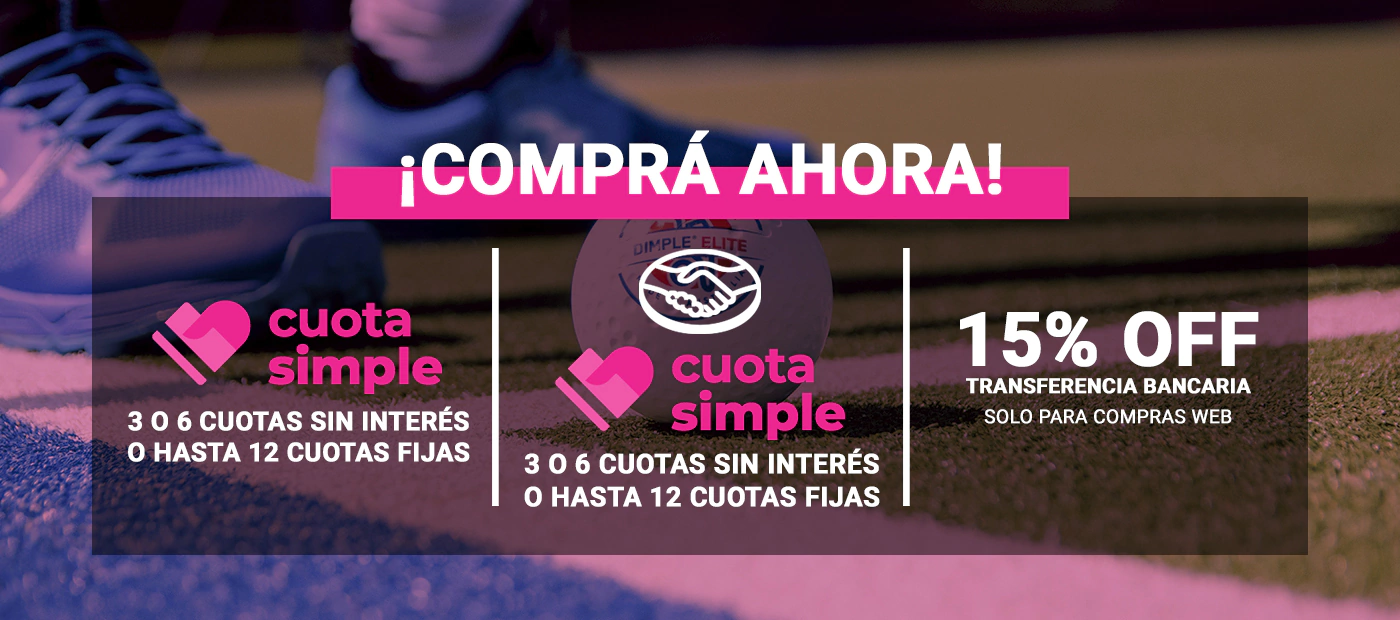 ¡COMPRÁ AHORA!
cuota
simple
3 O 6 CUOTAS SIN INTERÉS
O HASTA 12 CUOTAS FIJAS
DIMPLE ELITE
cuota
simple
3 O 6 CUOTAS SIN INTERÉS
O HASTA 12 CUOTAS FIJAS
15% OFF
TRANSFERENCIA BANCARIA
SOLO PARA COMPRAS WEB